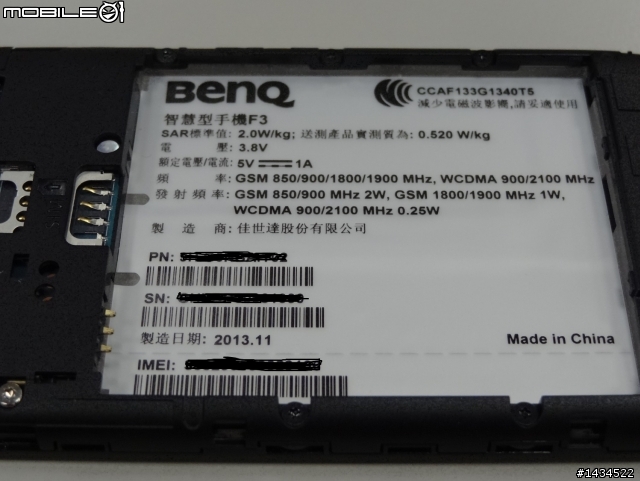 MOBILE01
BenQ
CCAF133G1340T5
減少電磁波影響,請妥適使用
智慧型手機F3
SAR標準值: 2.0W/kg; 送測產品實測質為: 0.520 W/kg
電 壓: 3.8V
額定電壓/電流: 5V 1A
頻 率: GSM 850/900/1800/1900 MHz, WCDMA 900/2100 MHz
發射頻率: GSM 850/900 MHz 2W, GSM 1800/1900 MHz 1W,
WCDMA 900/2100 MHz 0.25W
製造商: 佳世達股份有限公司
PN:
SN:
製造日期: 2013.11
Made in China
IMEI:
#1434522